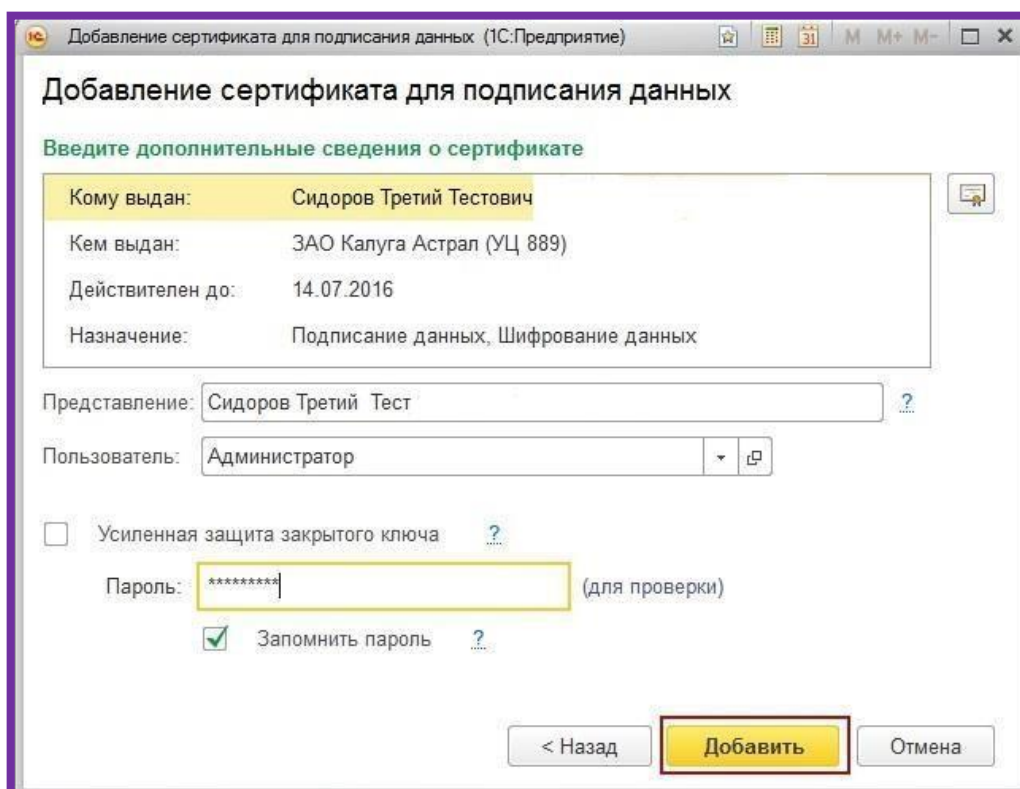 1С Добавление сертификата для подписания данных (1С:Предприятие) 31 M M+ M-
Добавление сертификата для подписания данных
Введите дополнительные сведения о сертификате
Кому выдан: Сидоров Третий Тестович
Кем выдан: ЗАО Калуга Астрал (УЦ 889)
Действителен до: 14.07.2016
Назначение: Подписание данных, Шифрование данных
Представление: Сидоров Третий Тест ?
Пользователь: Администратор
Усиленная защита закрытого ключа ?
Пароль: ********* (для проверки)
Запомнить пароль ?
< Назад Добавить Отмена